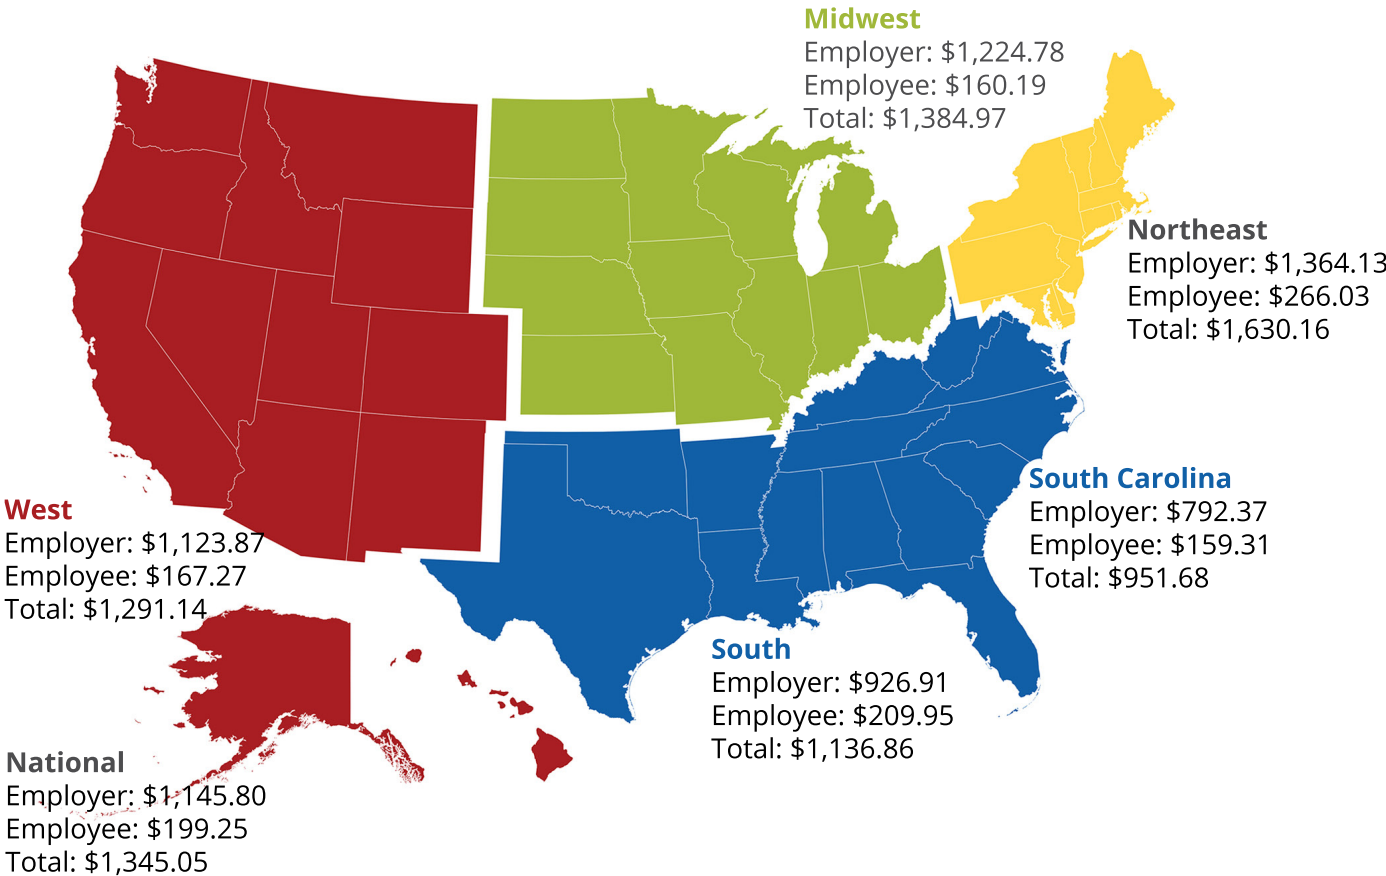 Midwest
Employer: $1,224.78
Employee: $160.19
Total: $1,384.97
Northeast
Employer: $1,364.13
Employee: $266.03
Total: $1,630.16
West
Employer: $1,123.87
Employee: $167.27
Total: $1,291.14
South Carolina
Employer: $792.37
Employee: $159.31
Total: $951.68
South
Employer: $926.91
Employee: $209.95
Total: $1,136.86
National
Employer: $1,145.80
Employee: $199.25
Total: $1,345.05